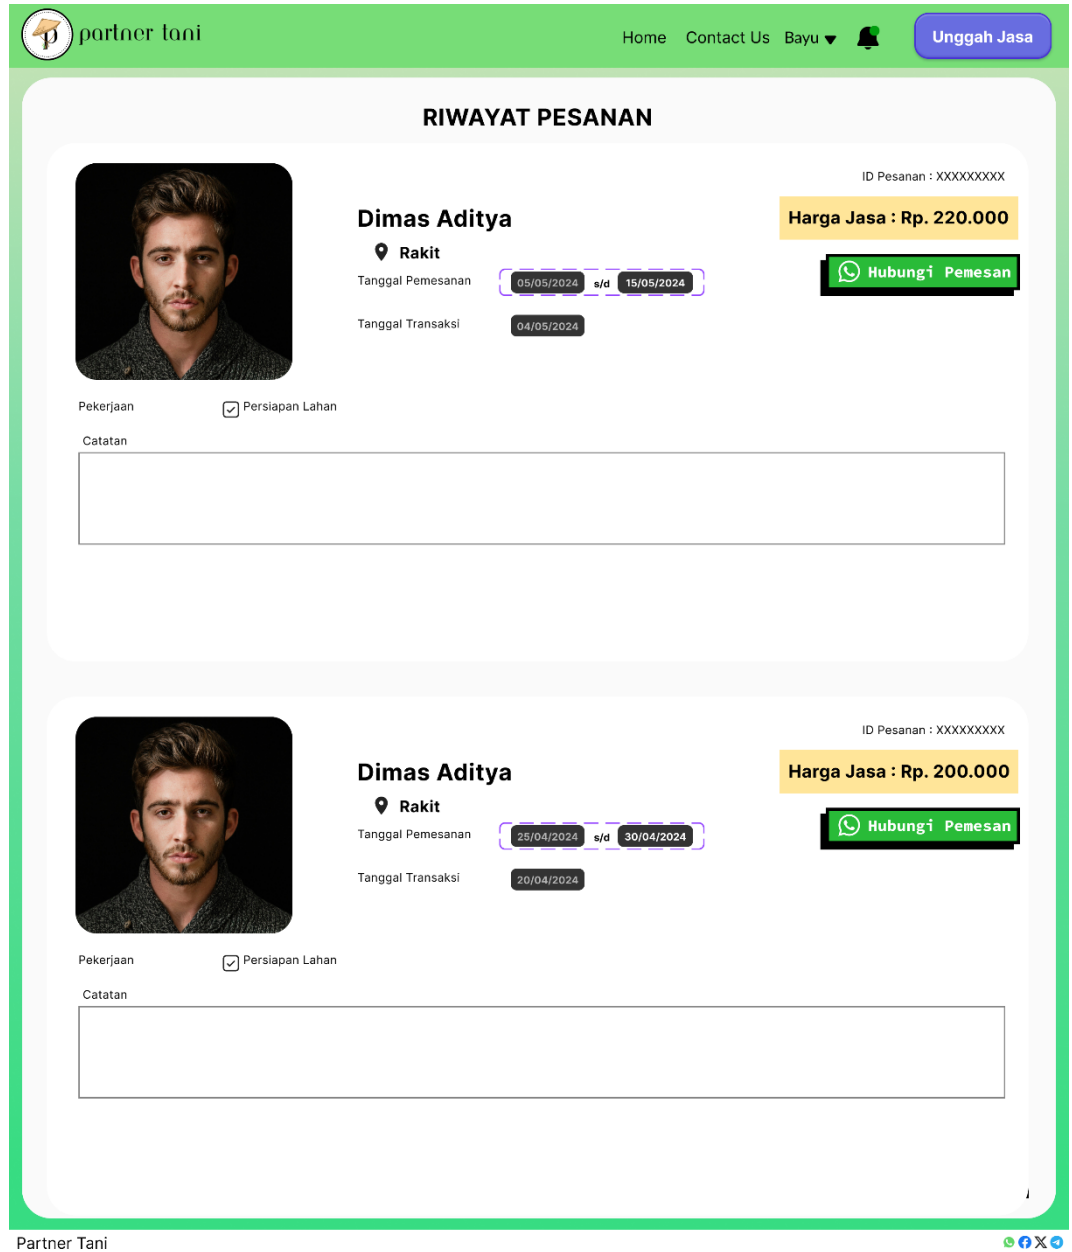 partner tani
Home Contact Us Bayu Unggah Jasa
RIWAYAT PESANAN
ID Pesanan : XXXXXXXXX
Harga Jasa : Rp. 220.000
Dimas Aditya
Rakit
Hubungi Pemesan
Tanggal Pemesanan 05/05/2024 s/d 15/05/2024
Tanggal Transaksi 04/05/2024
Pekerjaan Persiapan Lahan
Catatan
ID Pesanan : XXXXXXXXX
Harga Jasa : Rp. 200.000
Dimas Aditya
Rakit
Hubungi Pemesan
Tanggal Pemesanan 25/04/2024 s/d 30/04/2024
Tanggal Transaksi 20/04/2024
Pekerjaan Persiapan Lahan
Catatan
Partner Tani